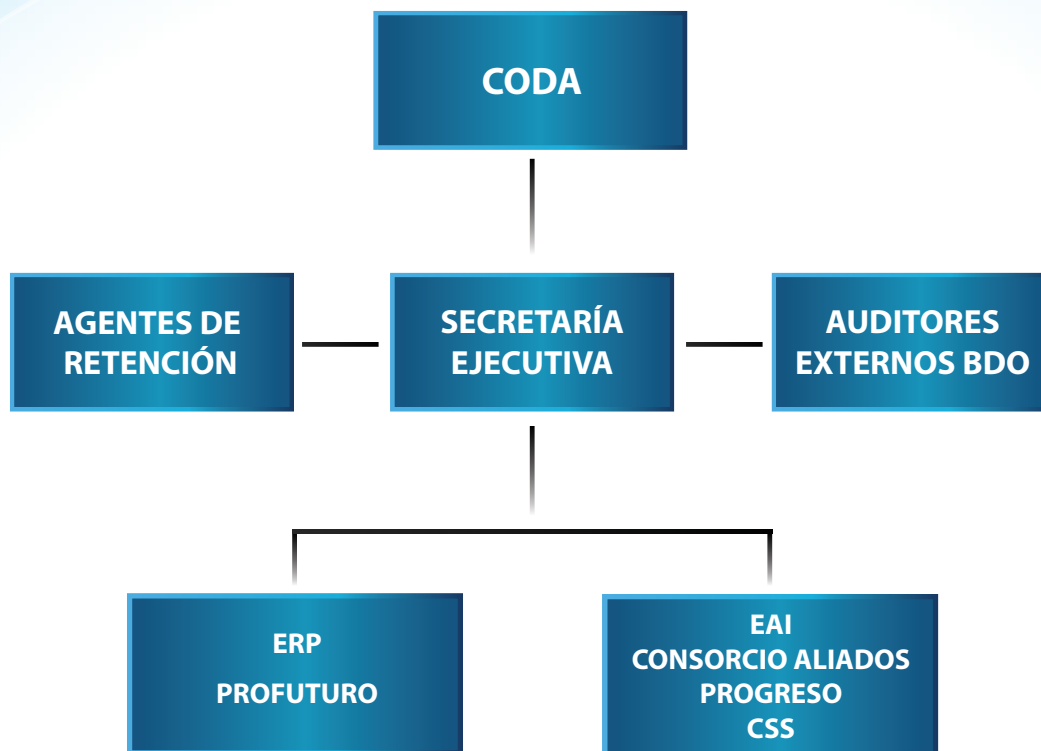 CODA
AGENTES DE
RETENCIÓN
SECRETARÍA
EJECUTIVA
AUDITORES
EXTERNOS BDO
ERP
PROFUTURO
EAI
CONSORCIO ALIADOS
PROGRESO
CSS